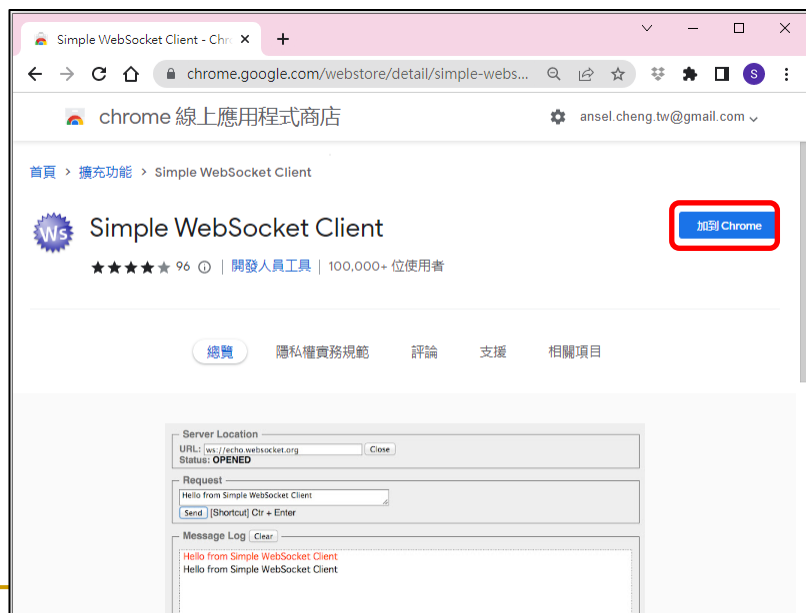 Simple WebSocket Client - Chr
chrome.google.com/webstore/detail/simple-webs...
S
chrome 線上應用程式商店
ansel.cheng.tw@gmail.com
首頁 > 擴充功能 > Simple WebSocket Client
Ws
Simple WebSocket Client
加到 Chrome
96 | 開發人員工具 | 100,000+ 位使用者
總覽 隱私權實務規範 評論 支援 相關項目
Server Location
URL: ws://echo.websocket.org Close
Status: OPENED
Request
Hello from Simple WebSocket Client
Send [Shortcut] Ctr + Enter
Message Log Clear
Hello from Simple WebSocket Client
Hello from Simple WebSocket Client